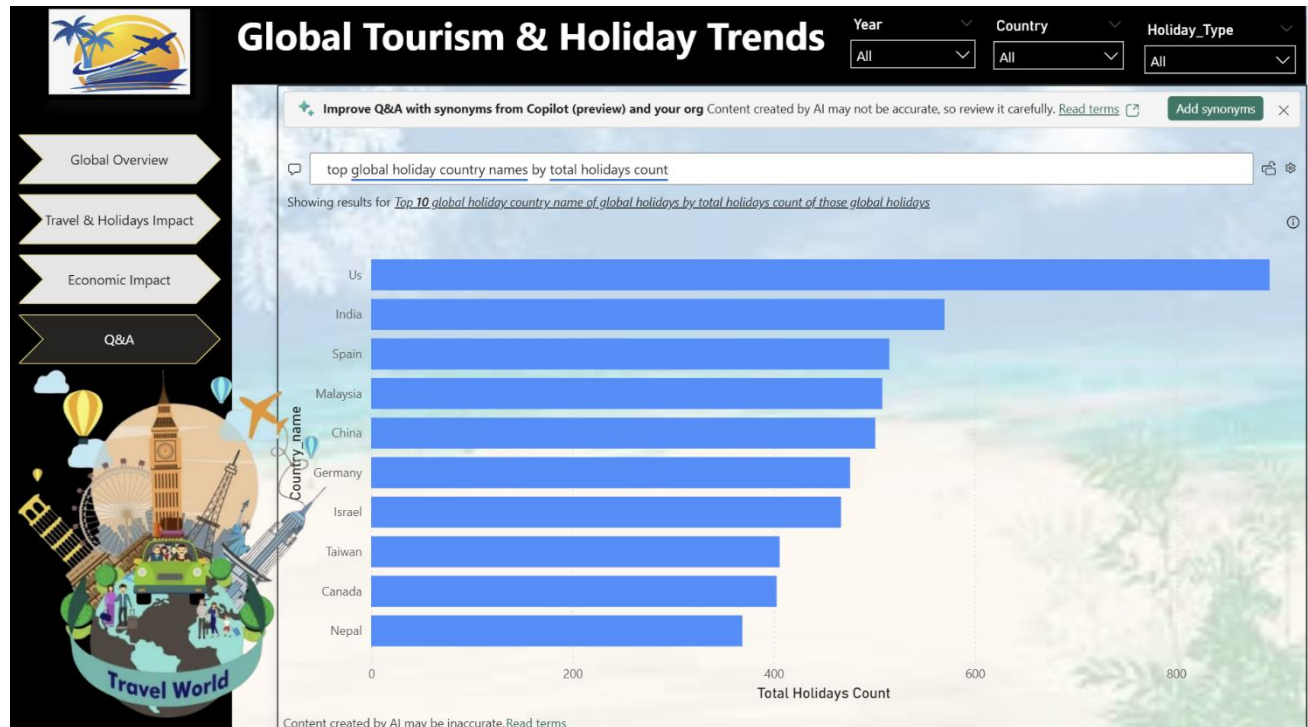 Global Tourism & Holiday Trends
Year
Country
Holiday_Type
All
All
All
Improve Q&A with synonyms from Copilot (preview) and your org Content created by AI may not be accurate, so review it carefully. Read terms
Add synonyms
Global Overview
Travel & Holidays Impact
Economic Impact
Q&A
top global holiday country names by total holidays count
Showing results for Top 10 global holiday country name of global holidays by total holidays count of those global holidays
Country_name
Us
India
Spain
Malaysia
China
Germany
Israel
Taiwan
Canada
Nepal
0 200 400 600 800
Total Holidays Count
Travel World
Content created by AI may be inaccurate. Read terms